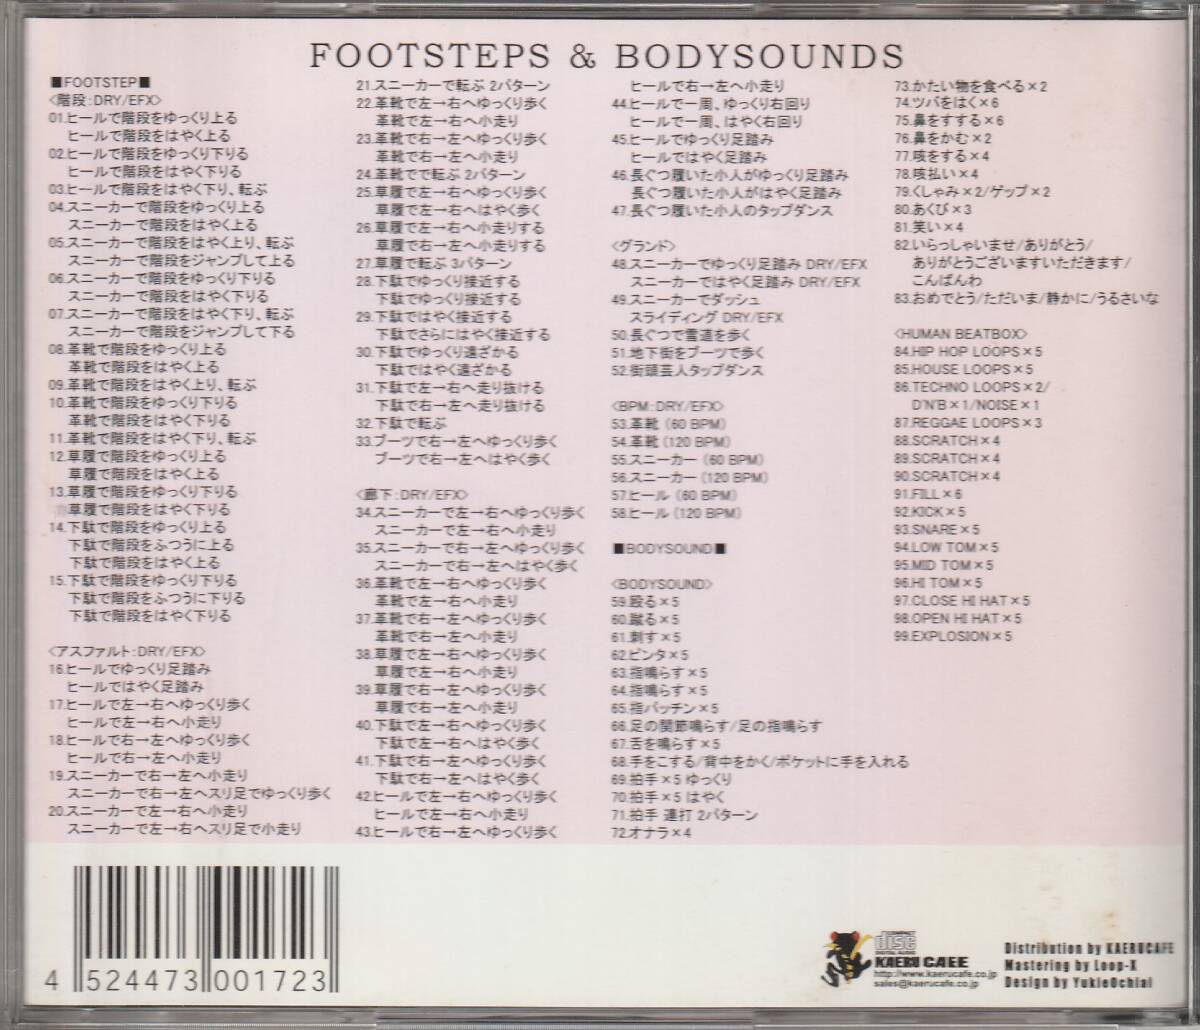 FOOTSTEPS & BODYSOUNDS
■FOOTSTEP■
<階段:DRY/EFX>
01.ヒールで階段をゆっくり上る
ヒールで階段をはやく上る
02.ヒールで階段をゆっくり下りる
ヒールで階段をはやく下りる
03.ヒールで階段をはやく下り、転ぶ
04.スニーカーで階段をゆっくり上る
スニーカーで階段をはやく上る
05.スニーカーで階段をはやく上り、転ぶ
スニーカーで階段をジャンプして上る
06.スニーカーで階段をゆっくり下りる
スニーカーで階段をはやく下る
07.スニーカーで階段をはやく下り、転ぶ
スニーカーで階段をジャンプして下る
08.革靴で階段をゆっくり上る
革靴で階段をはやく上る
09.革靴で階段をはやく上り、転ぶ
10.革靴で階段をゆっくり下りる
革靴で階段をはやく下りる
11.革靴で階段をはやく下り、転ぶ
12.草履で階段をゆっくり上る
草履で階段をはやく上る
13.草履で階段をゆっくり下りる
草履で階段をはやく下りる
14.下駄で階段をゆっくり上る
下駄で階段をふつうに上る
下駄で階段をはやく上る
15.下駄で階段をゆっくり下りる
下駄で階段をふつうに下りる
下駄で階段をはやく下りる
<アスファルト:DRY/EFX>
16.ヒールでゆっくり足踏み
ヒールではやく足踏み
17.ヒールで左→右へゆっくり歩く
ヒールで左→右へ小走り
18.ヒールで右→左へゆっくり歩く
ヒールで右→左へ小走り
19.スニーカーで右→左へ小走り
スニーカーで右→左へスリ足でゆっくり歩く
20.スニーカーで左→右へ小走り
スニーカーで左→右へスリ足で小走り
21.スニーカーで転ぶ 2パターン
22.革靴で左→右へゆっくり歩く
革靴で左→右へ小走り
23.革靴で右→左へゆっくり歩く
革靴で右→左へ小走り
24.革靴でで転ぶ 2パターン
25.草履で左→右へゆっくり歩く
草履で左→右へはやく歩く
26.草履で左→右へ小走りする
草履で右→左へ小走りする
27.草履で転ぶ 3パターン
28.下駄でゆっくり接近する
下駄でゆっくり接近する
29.下駄ではやく接近する
下駄でさらにはやく接近する
30.下駄でゆっくり遠ざかる
下駄ではやく遠ざかる
31.下駄で左→右へ走り抜ける
下駄で右→左へ走り抜ける
32.下駄で転ぶ
33.ブーツで右→左へゆっくり歩く
ブーツで右→左へはやく歩く
<廊下:DRY/EFX>
34.スニーカーで左→右へゆっくり歩く
スニーカーで左→右へ小走り
35.スニーカーで右→左へゆっくり歩く
スニーカーで右→左へはやく歩く
36.革靴で左→右へゆっくり歩く
革靴で左→右へ小走り
37.革靴で右→左へゆっくり歩く
革靴で右→左へ小走り
38.草履で左→右へゆっくり歩く
草履で左→右へ小走り
39.草履で右→左へゆっくり歩く
草履で右→左へ小走り
40.下駄で左→右へゆっくり歩く
下駄で左→右へはやく歩く
41.下駄で右→左へゆっくり歩く
下駄で右→左へはやく歩く
42.ヒールで左→右へゆっくり歩く
ヒールで左→右へ小走り
43.ヒールで右→左へゆっくり歩く
ヒールで右→左へ小走り
44.ヒールで一周、ゆっくり右回り
ヒールで一周、はやく右回り
45.ヒールでゆっくり足踏み
ヒールではやく足踏み
46.長ぐつ履いた小人がゆっくり足踏み
長ぐつ履いた小人がはやく足踏み
47.長ぐつ履いた小人のタップダンス
<グランド>
48.スニーカーでゆっくり足踏み DRY/EFX
スニーカーではやく足踏み DRY/EFX
49.スニーカーでダッシュ
スライディング DRY/EFX
50.長ぐつで雪道を歩く
51.地下街をブーツで歩く
52.街頭芸人タップダンス
<BPM:DRY/EFX>
53.革靴 (60 BPM)
54.革靴 (120 BPM)
55.スニーカー (60 BPM)
56.スニーカー (120 BPM)
57.ヒール (60 BPM)
58.ヒール (120 BPM)
■BODYSOUND■
<BODYSOUND>
59.殴る×5
60.蹴る×5
61.刺す×5
62.ビンタ×5
63.指鳴らす×5
64.指鳴らす×5
65.指パッチン×5
66.足の関節鳴らす/足の指鳴らす
67.舌を鳴らす×5
68.手をこする/背中をかく/ポケットに手を入れる
69.拍手×5 ゆっくり
70.拍手×5 はやく
71.拍手 連打 2パターン
72.オナラ×4
73.かたい物を食べる×2
74.ツバをはく×6
75.鼻をすする×6
76.鼻をかむ×2
77.咳をする×4
78.咳払い×4
79.くしゃみ×2/ゲップ×2
80.あくび×3
81.笑い×4
82.いらっしゃいませ/ありがとう/
ありがとうございますいただきます/
こんばんわ
83.おめでとう/ただいま/静かに/うるさいな
<HUMAN BEATBOX>
84.HIP HOP LOOPS×5
85.HOUSE LOOPS×5
86.TECHNO LOOPS×2/
D'N'B×1/NOISE×1
87.REGGAE LOOPS×3
88.SCRATCH×4
89.SCRATCH×4
90.SCRATCH×4
91.FILL×6
92.KICK×5
93.SNARE×5
94.LOW TOM×5
95.MID TOM×5
96.HI TOM×5
97.CLOSE HI HAT×5
98.OPEN HI HAT×5
99.EXPLOSION×5
4 524473 001723
COMPACT
disc
DIGITAL AUDIO
KAERU CAFE
http://www.kaerucafe.co.jp
sales@kaerucafe.co.jp
Distribution by KAERUCAFE
Mastering by Loop-X
Design by YukieOchiai